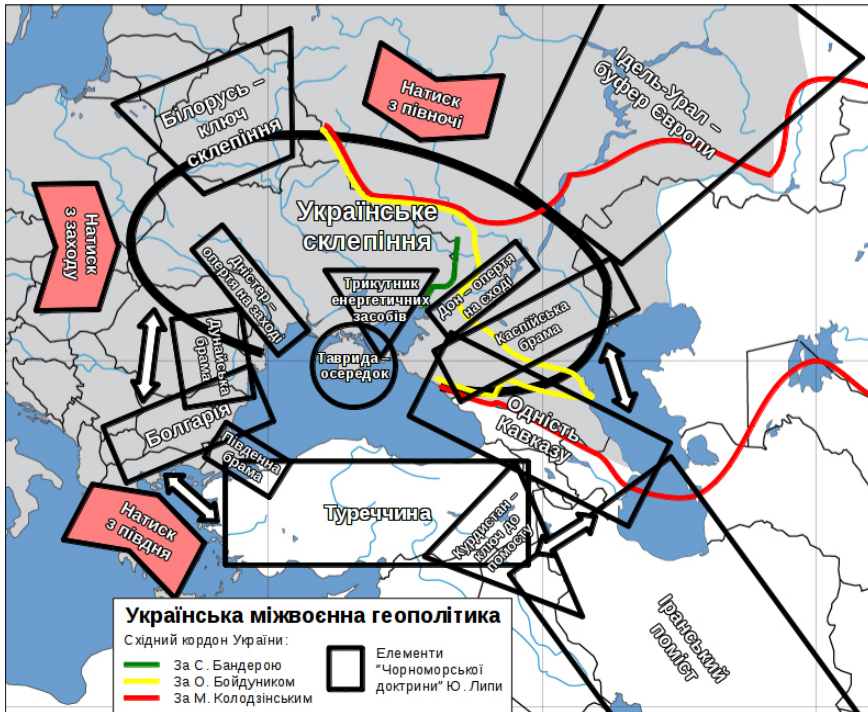 Білорусь –
ключ
склепіння
Натиск
з півночі
Ідель-Урал –
буфер Європи
Натиск
з заходу
Українське
склепіння
Дністер –
оперття на заході
Трикутник
енергетичних
засобів
Дон – опертя
на сході
Каспійська
брама
Дунайська
брама
Таврида –
осередок
Болгарія
Південна
брама
Одність
Кавказу
Натиск
з півдня
Туреччина
Курдистан –
ключ до
помосту
Іранський
поміст
Українська міжвоєнна геополітика
Східний кордон України:
За С. Бандерою
За О. Бойдуником
За М. Колодзінським
Елементи
"Чорноморської
доктрини" Ю. Липи